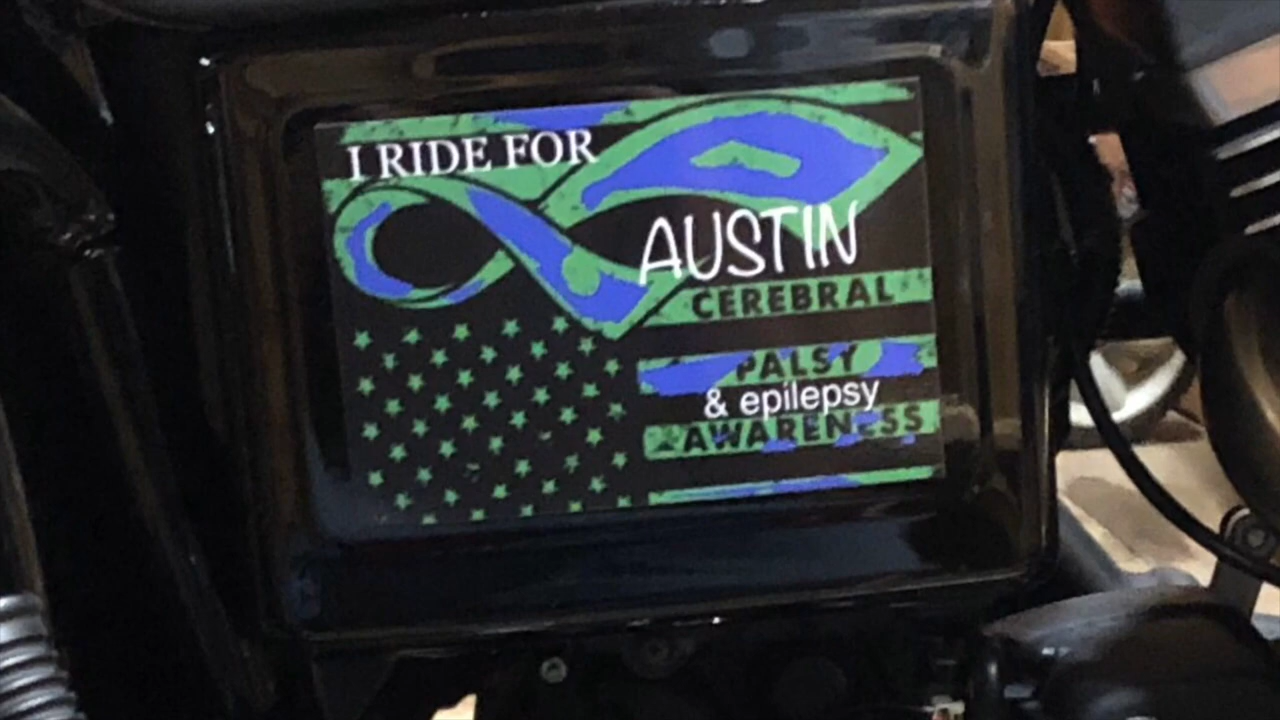 I RIDE FOR
AUSTIN
CEREBRAL
PALSY
& epilepsy
AWARENESS